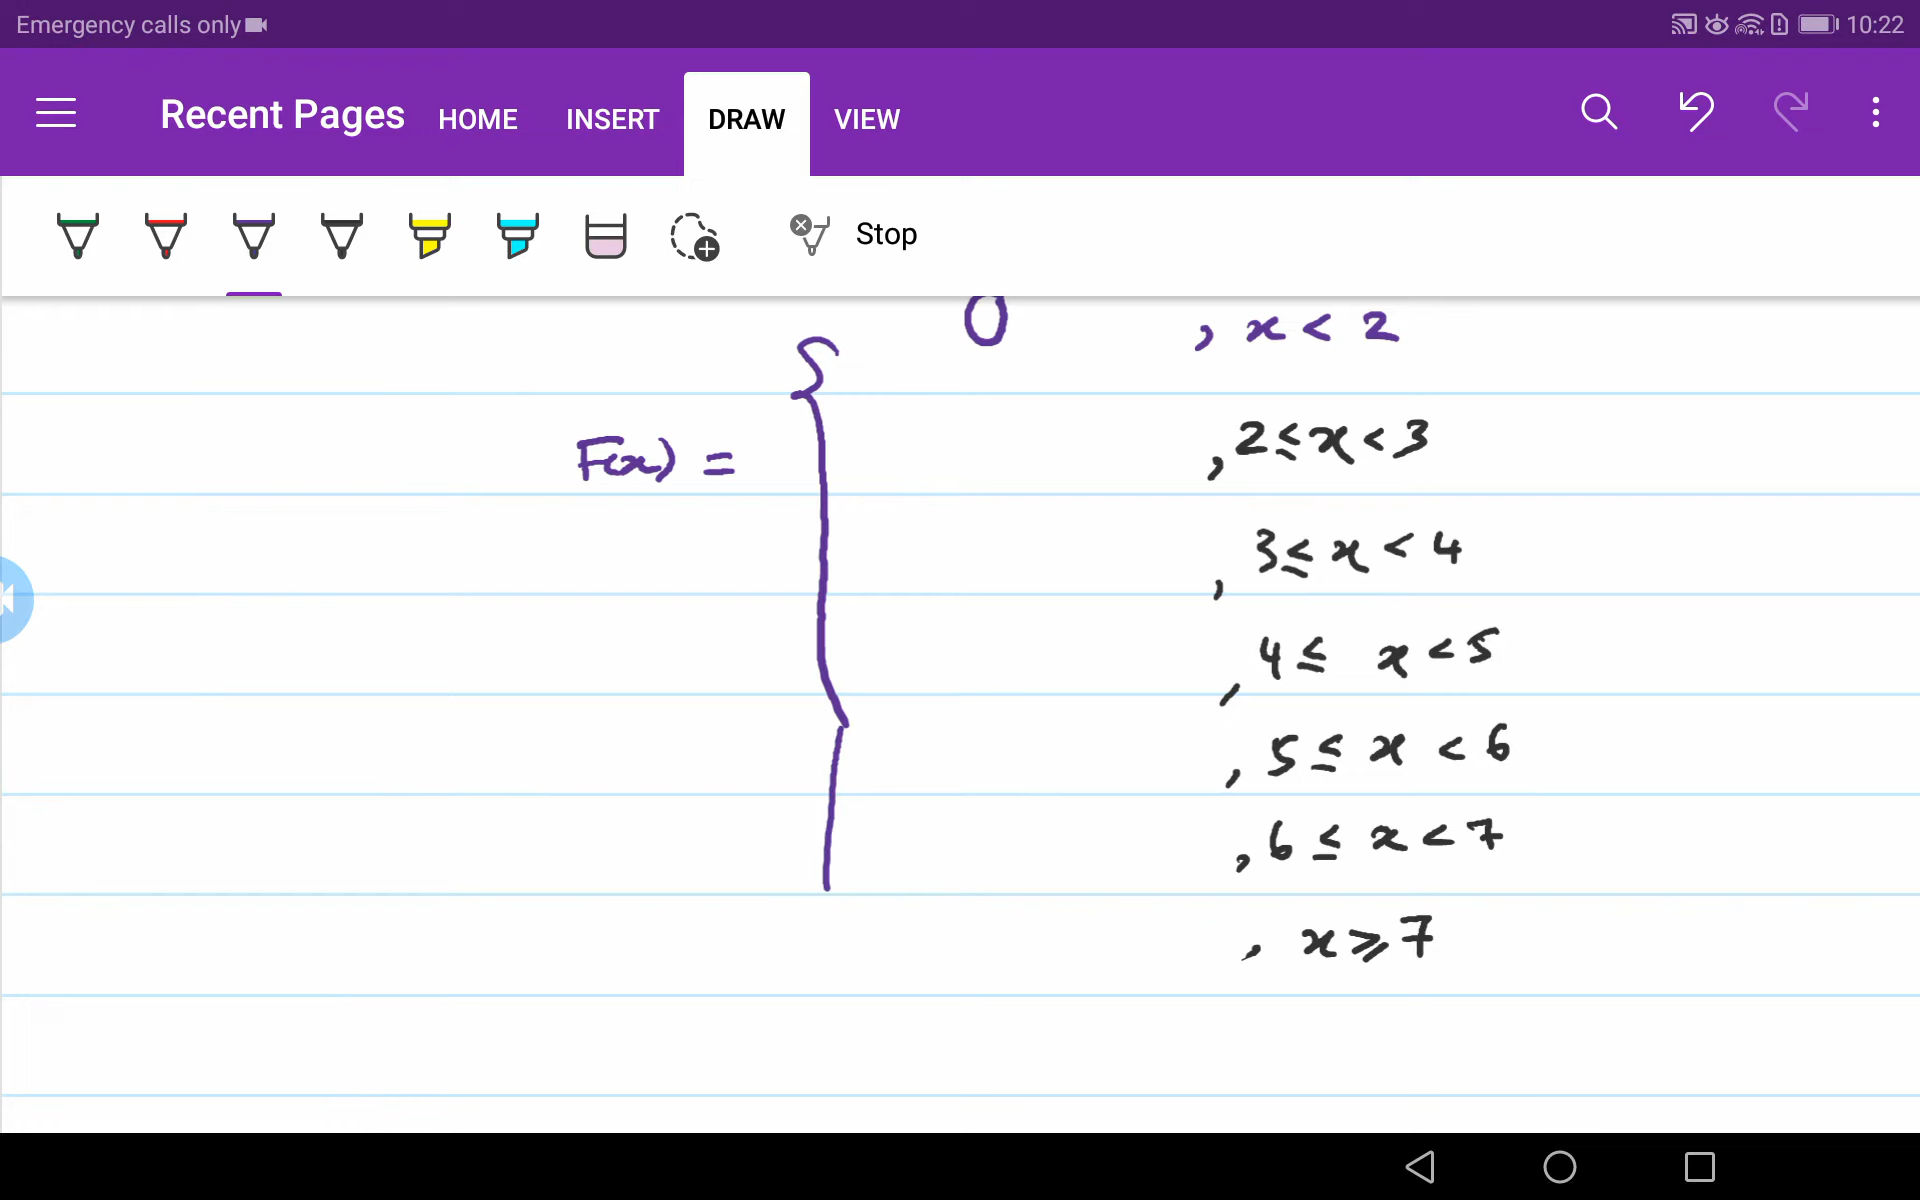 Emergency calls only 10:22
Recent Pages HOME INSERT DRAW VIEW
Stop
0 , x < 2
F(x) = {
, 2 ≤ x < 3
, 3 ≤ x < 4
, 4 ≤ x < 5
, 5 ≤ x < 6
, 6 ≤ x < 7
, x ≥ 7